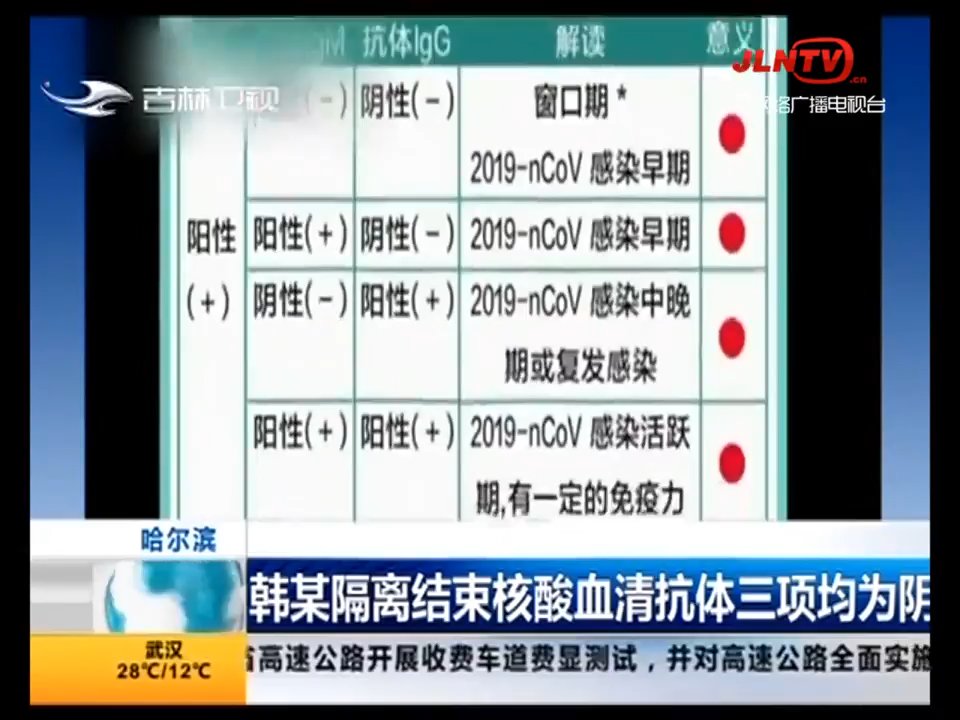 gM 抗体IgG 解读 意义
JLNTV.cn
吉林卫视
网络广播电视台
(-) 阴性(-) 窗口期*
2019-nCoV 感染早期
阳性(+)
阳性(+) 阴性(-) 2019-nCoV 感染早期
阴性(-) 阳性(+) 2019-nCoV 感染中晚
期或复发感染
阳性(+) 阳性(+) 2019-nCoV 感染活跃
期,有一定的免疫力
哈尔滨
韩某隔离结束核酸血清抗体三项均为阴
武汉
28℃/12℃
省高速公路开展收费车道费显测试，并对高速公路全面实施